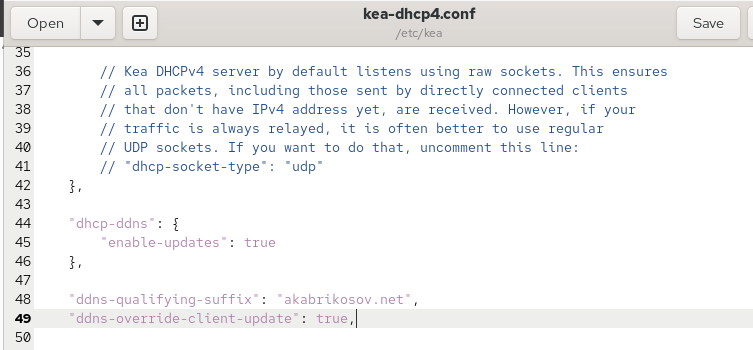 Open
kea-dhcp4.conf
/etc/kea
Save
35
36 // Kea DHCPv4 server by default listens using raw sockets. This ensures
37 // all packets, including those sent by directly connected clients
38 // that don't have IPv4 address yet, are received. However, if your
39 // traffic is always relayed, it is often better to use regular
40 // UDP sockets. If you want to do that, uncomment this line:
41 // "dhcp-socket-type": "udp"
42 },
43
44 "dhcp-ddns": {
45 "enable-updates": true
46 },
47
48 "ddns-qualifying-suffix": "akabrikosov.net",
49 "ddns-override-client-update": true,
50